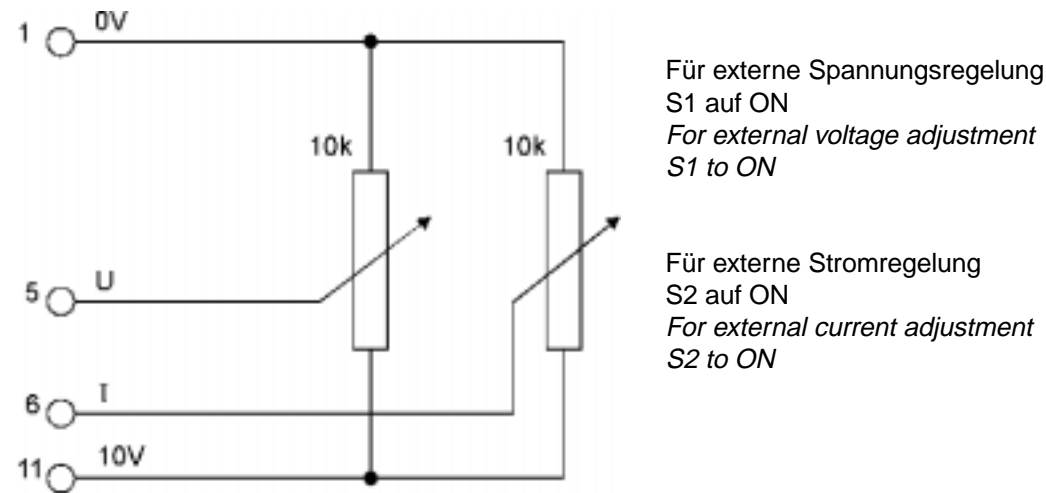 1 0V
10k 10k
5 U
6 I
11 10V
Für externe Spannungsregelung
S1 auf ON
For external voltage adjustment
S1 to ON
Für externe Stromregelung
S2 auf ON
For external current adjustment
S2 to ON